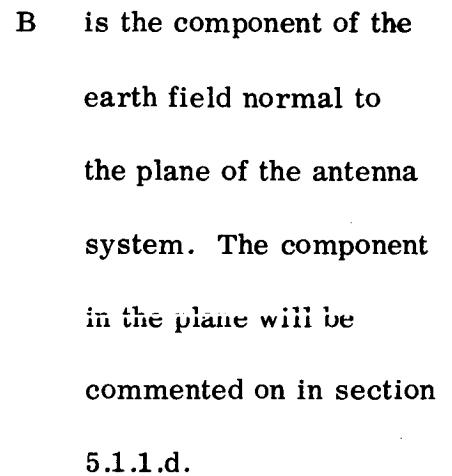 B is the component of the
earth field normal to
the plane of the antenna
system. The component
in the plane will be
commented on in section
5.1.1.d.